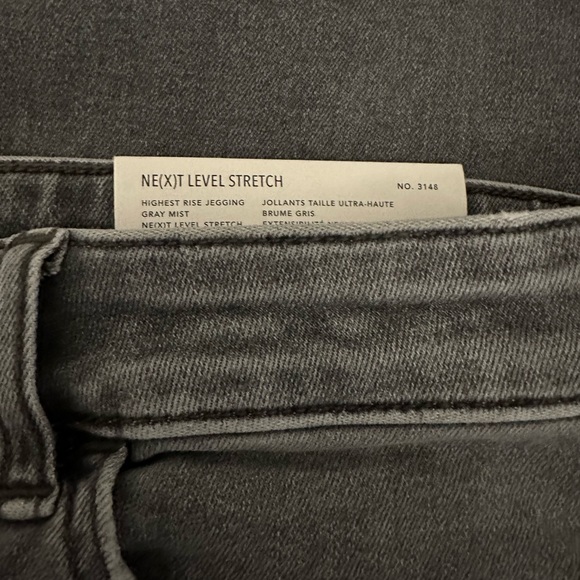 NE(X)T LEVEL STRETCH
NO. 3148
HIGHEST RISE JEGGING JOLLANTS TAILLE ULTRA-HAUTE
GRAY MIST BRUME GRIS
NE(X)T LEVEL STRETCH EXTENSIBILITÉ